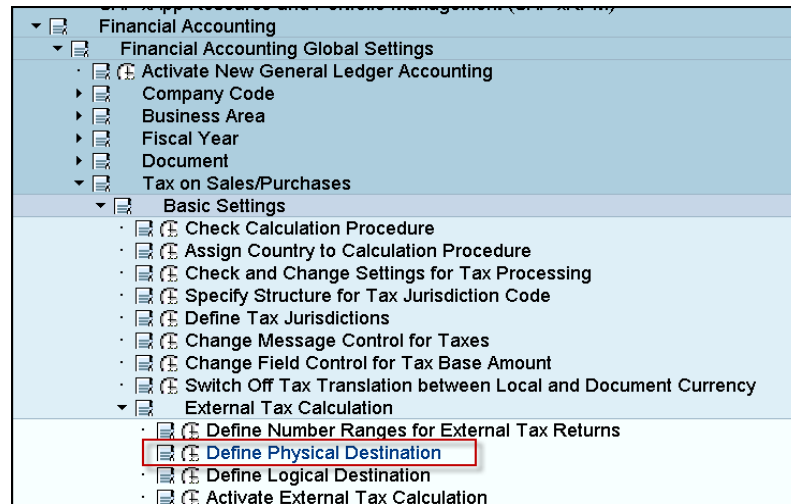 Financial Accounting
Financial Accounting Global Settings
Activate New General Ledger Accounting
Company Code
Business Area
Fiscal Year
Document
Tax on Sales/Purchases
Basic Settings
Check Calculation Procedure
Assign Country to Calculation Procedure
Check and Change Settings for Tax Processing
Specify Structure for Tax Jurisdiction Code
Define Tax Jurisdictions
Change Message Control for Taxes
Change Field Control for Tax Base Amount
Switch Off Tax Translation between Local and Document Currency
External Tax Calculation
Define Number Ranges for External Tax Returns
Define Physical Destination
Define Logical Destination
Activate External Tax Calculation